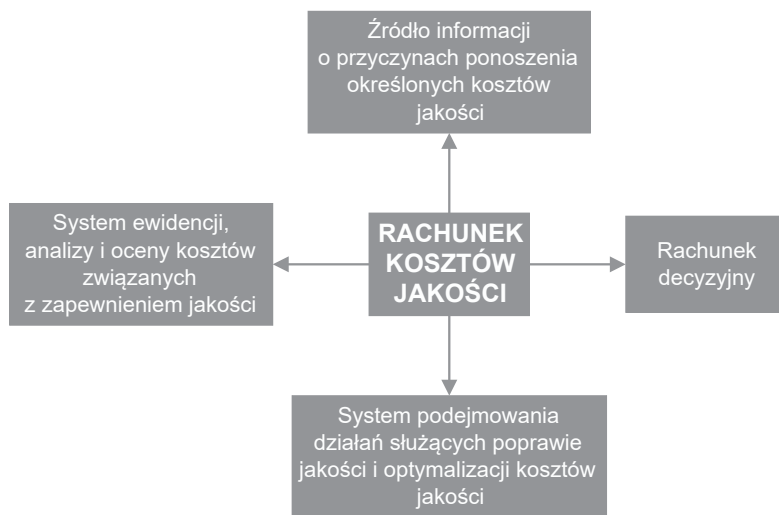 Źródło informacji
o przyczynach ponoszenia
określonych kosztów
jakości
System ewidencji,
analizy i oceny kosztów
związanych
z zapewnieniem jakości
RACHUNEK
KOSZTÓW
JAKOŚCI
Rachunek
decyzyjny
System podejmowania
działań służących poprawie
jakości i optymalizacji kosztów
jakości